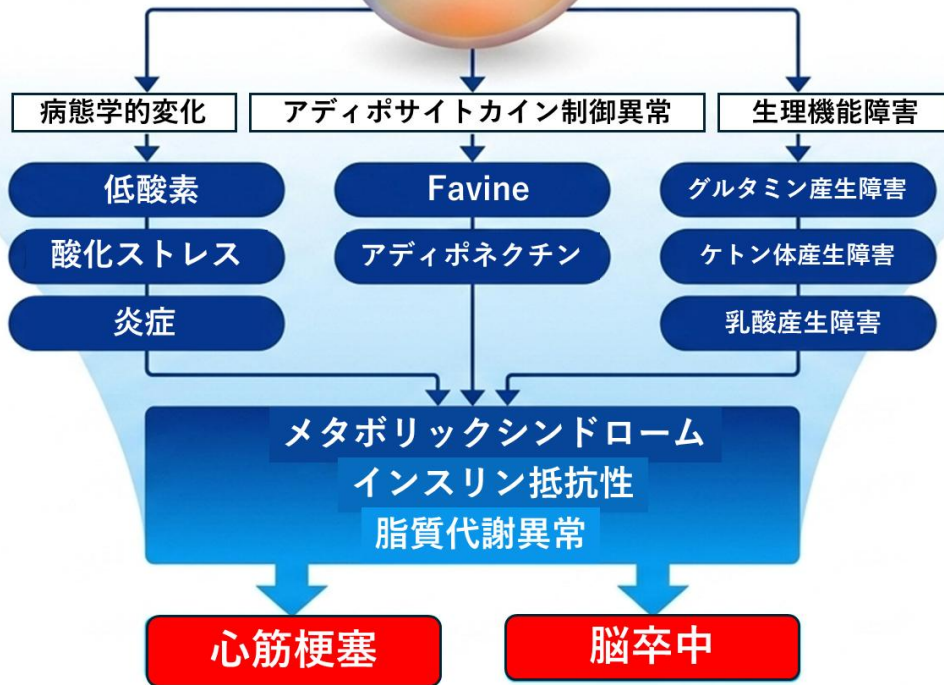 病態学的変化
アディポサイトカイン制御異常
生理機能障害
低酸素
Favine
グルタミン産生障害
酸化ストレス
アディポネクチン
ケトン体産生障害
炎症
乳酸産生障害
メタボリックシンドローム
インスリン抵抗性
脂質代謝異常
心筋梗塞
脳卒中